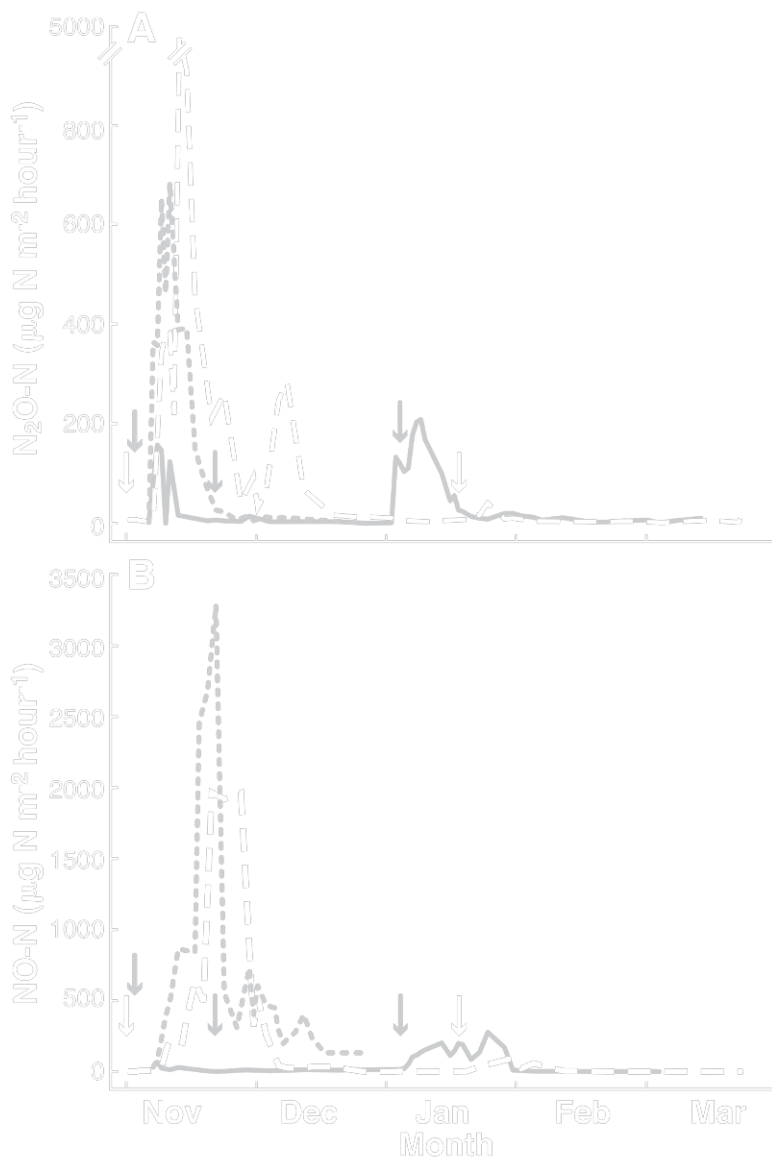 A
5000
800
600
400
200
0
N₂O-N (μg N m⁻² hour⁻¹)
B
3500
3000
2500
2000
1500
1000
500
0
NO-N (μg N m⁻² hour⁻¹)
Nov Dec Jan Feb Mar
Month